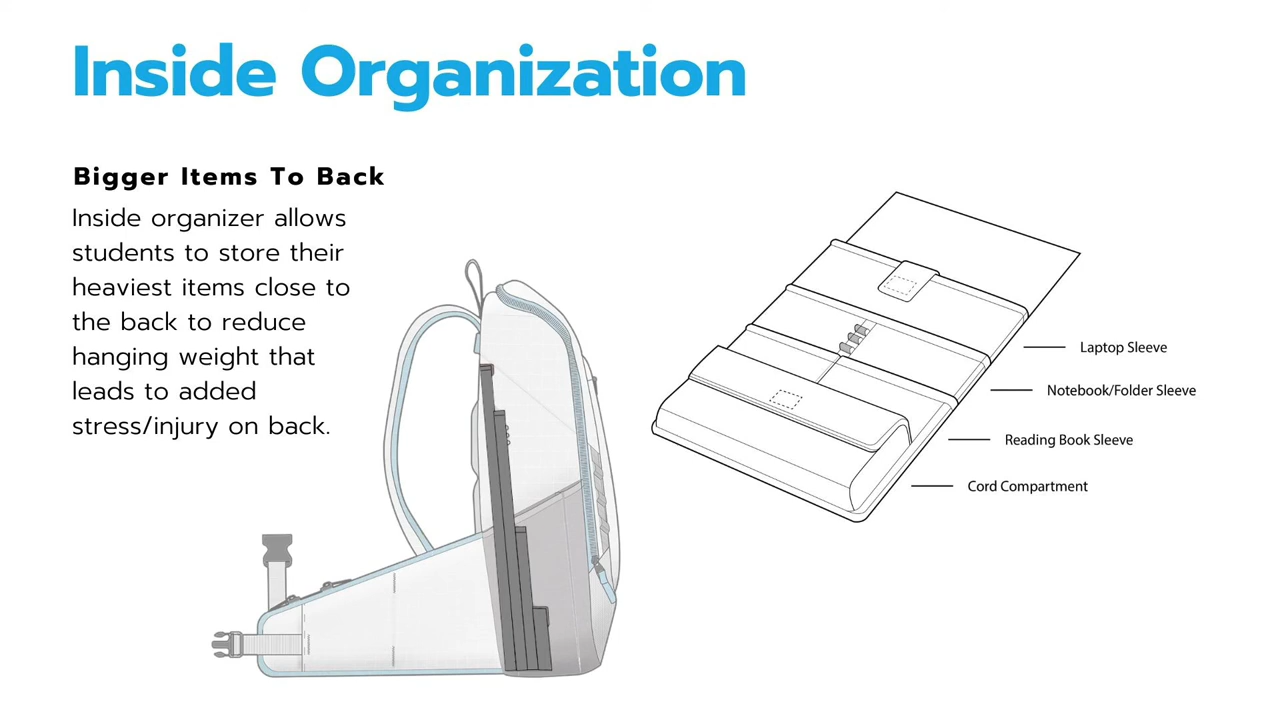 Inside Organization
Bigger Items To Back
Inside organizer allows
students to store their
heaviest items close to
the back to reduce
hanging weight that
leads to added
stress/injury on back.
Laptop Sleeve
Notebook/Folder Sleeve
Reading Book Sleeve
Cord Compartment